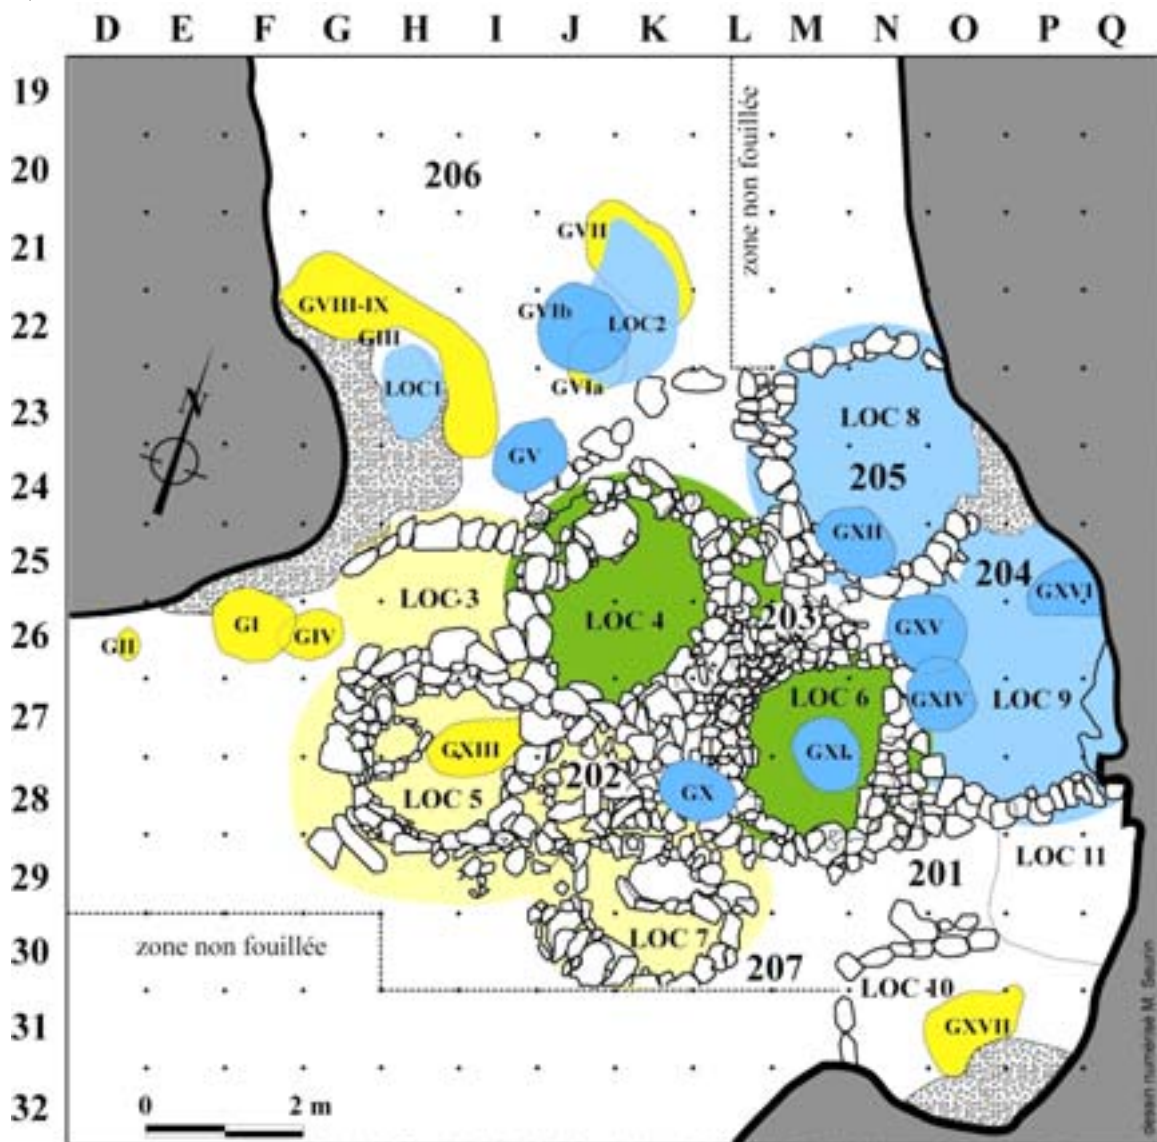 D E F G H I J K L M N O P Q
19
20
206
zone non fouillée
21
GVII
22
GVIII-IX
GVIb
LOC2
GIII
GVIa
LOC1
23
LOC 8
N
GV
24
205
GXII
25
204
LOC 3
GXVI
26
LOC 4
203
GI
GIV
GXV
GII
27
LOC 6
GXIV
LOC 9
GXIII
GXI
202
28
LOC 5
GX
29
LOC 11
201
30
zone non fouillée
LOC 7
207
LOC 10
31
GXVII
32
0 2 m
dessin numérisé M. Seurin